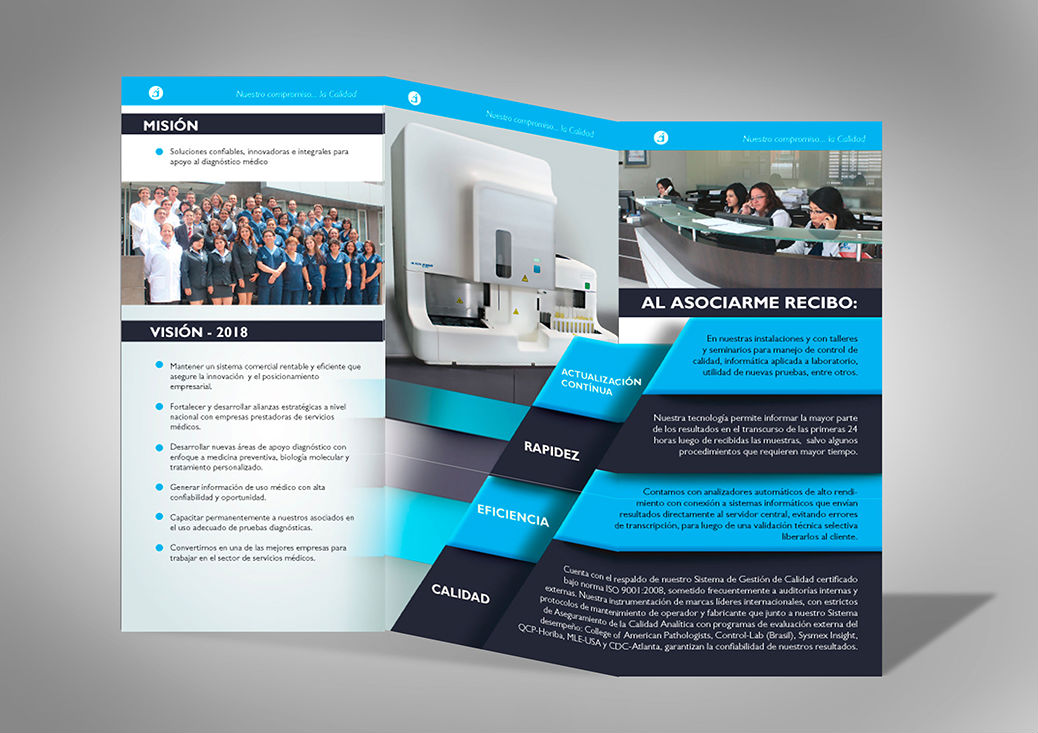 Nuestro compromiso... la Calidad
MISIÓN
Soluciones confiables, innovadoras e integrales para
apoyo al diagnóstico médico
VISIÓN - 2018
Mantener un sistema comercial rentable y eficiente que
asegure la innovación y el posicionamiento
empresarial.
Fortalecer y desarrollar alianzas estratégicas a nivel
nacional con empresas prestadoras de servicios
médicos.
Desarrollar nuevas áreas de apoyo diagnóstico con
enfoque a medicina preventiva, biología molecular y
tratamiento personalizado.
Generar información de uso médico con alta
confiabilidad y oportunidad.
Capacitar permanentemente a nuestros asociados en
el uso adecuado de pruebas diagnósticas.
Convertirnos en una de las mejores empresas para
trabajar en el sector de servicios médicos.
Nuestro compromiso... la Calidad
Nuestro compromiso... la Calidad
AL ASOCIARME RECIBO:
ACTUALIZACIÓN
CONTÍNUA
En nuestras instalaciones y con talleres
y seminarios para manejo de control de
calidad, informática aplicada a laboratorio,
utilidad de nuevas pruebas, entre otros.
RAPIDEZ
Nuestra tecnología permite informar la mayor parte
de los resultados en el transcurso de las primeras 24
horas luego de recibidas las muestras, salvo algunos
procedimientos que requieren mayor tiempo.
EFICIENCIA
Contamos con analizadores automáticos de alto rendi-
miento con conexión a sistemas informáticos que envían
resultados directamente al servidor central, evitando errores
de transcripción, para luego de una validación técnica selectiva
liberarlos al cliente.
CALIDAD
Cuenta con el respaldo de nuestro Sistema de Gestión de Calidad certificado
bajo norma ISO 9001:2008, sometido frecuentemente a auditorías internas y
externas. Nuestra instrumentación de marcas líderes internacionales, con estrictos
protocolos de mantenimiento de operador y fabricante que junto a nuestro Sistema
de Aseguramiento de la Calidad Analítica con programas de evaluación externa del
desempeño: College of American Pathologists, Control-Lab (Brasil), Sysmex Insight,
QCP-Horiba, MLE-USA y CDC-Atlanta, garantizan la confiabilidad de nuestros resultados.